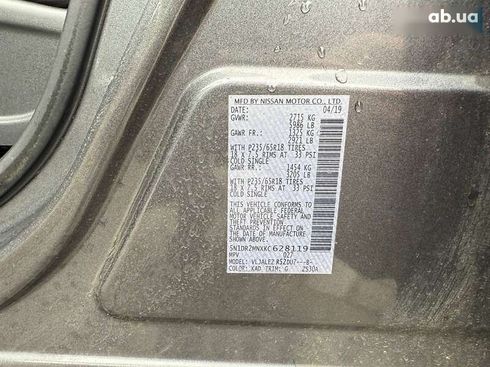 ab.ua
MFD BY NISSAN MOTOR CO., LTD.
DATE: 04/19
GVWR: 2715 KG
5986 LB
GAWR FR: 1325 KG
2921 LB
WITH P235/65R18 TIRES
18 X 7.5 RIMS AT 33 PSI
COLD SINGLE
GAWR RR: 1454 KG
3205 LB
WITH P235/65R18 TIRES
18 X 7.5 RIMS AT 33 PSI
COLD SINGLE
THIS VEHICLE CONFORMS TO
ALL APPLICABLE FEDERAL
MOTOR VEHICLE SAFETY AND
THEFT PREVENTION
STANDARDS IN EFFECT ON
THE DATE OF MANUFACTURE
SHOWN ABOVE.
5N1DR2MNXKC628119
MPV 027
MODEL: RSZDU7---B-
COLOR: KAD TRIM: G Z530A